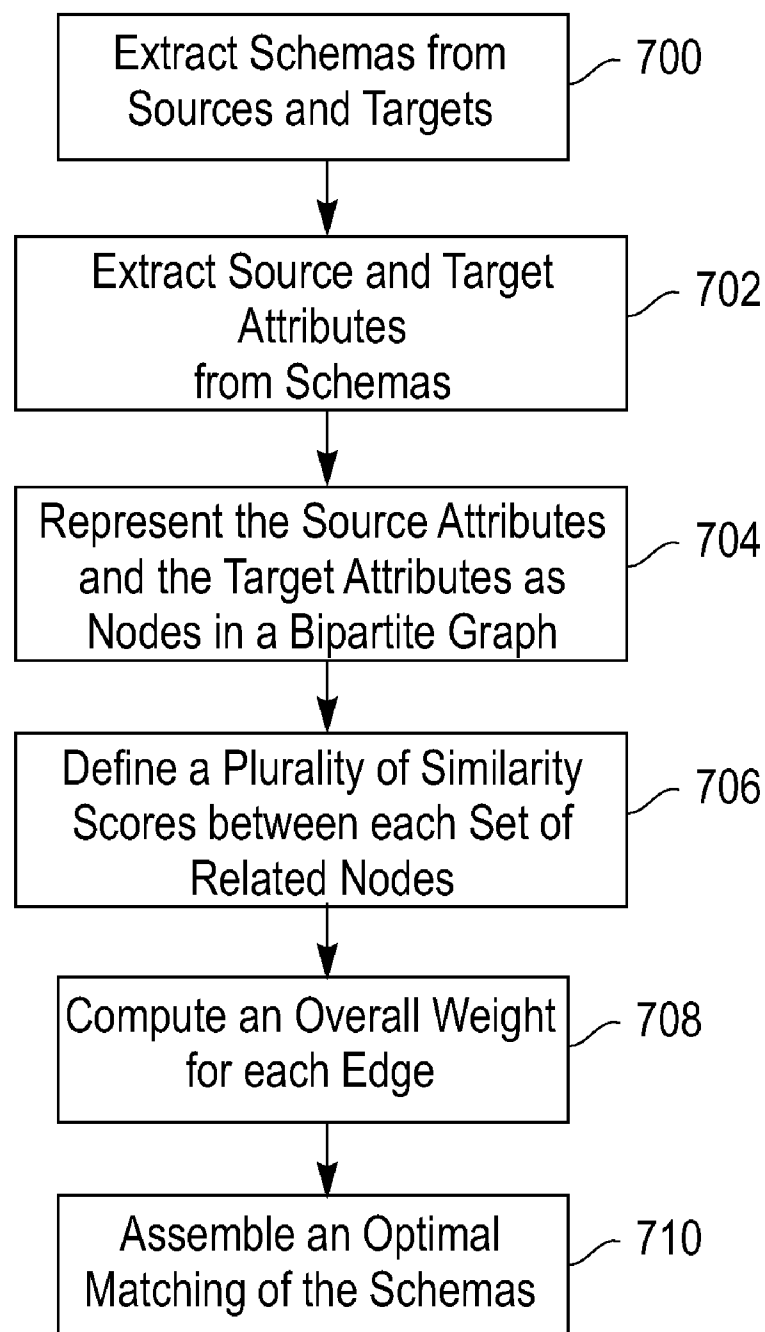 Extract Schemas from
Sources and Targets
700
Extract Source and Target
Attributes
from Schemas
702
Represent the Source Attributes
and the Target Attributes as
Nodes in a Bipartite Graph
704
Define a Plurality of Similarity
Scores between each Set of
Related Nodes
706
Compute an Overall Weight
for each Edge
708
Assemble an Optimal
Matching of the Schemas
710